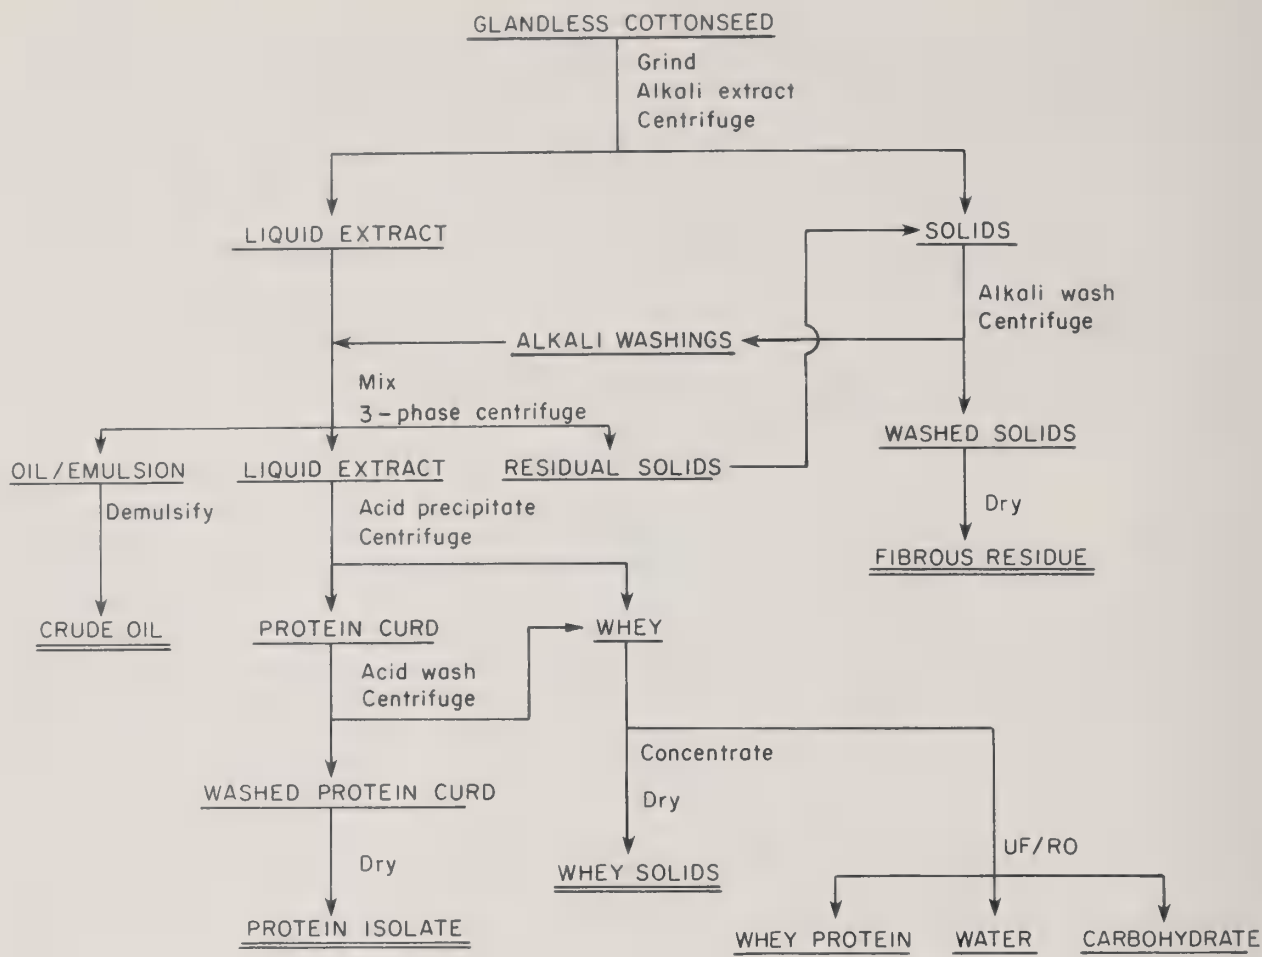 GLANDLESS COTTONSEED
Grind
Alkali extract
Centrifuge
LIQUID EXTRACT
SOLIDS
Alkali wash
Centrifuge
ALKALI WASHINGS
Mix
3-phase centrifuge
WASHED SOLIDS
OIL/EMULSION
LIQUID EXTRACT
RESIDUAL SOLIDS
Demulsify
Acid precipitate
Centrifuge
Dry
FIBROUS RESIDUE
CRUDE OIL
PROTEIN CURD
WHEY
Acid wash
Centrifuge
Concentrate
WASHED PROTEIN CURD
Dry
Dry
UF/RO
WHEY SOLIDS
PROTEIN ISOLATE
WHEY PROTEIN
WATER
CARBOHYDRATE